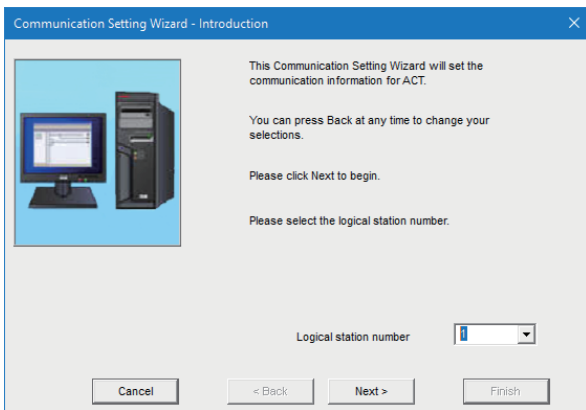 Communication Setting Wizard - Introduction
This Communication Setting Wizard will set the
communication information for ACT.
You can press Back at any time to change your
selections.
Please click Next to begin.
Please select the logical station number.
Logical station number
1
Cancel
< Back
Next >
Finish